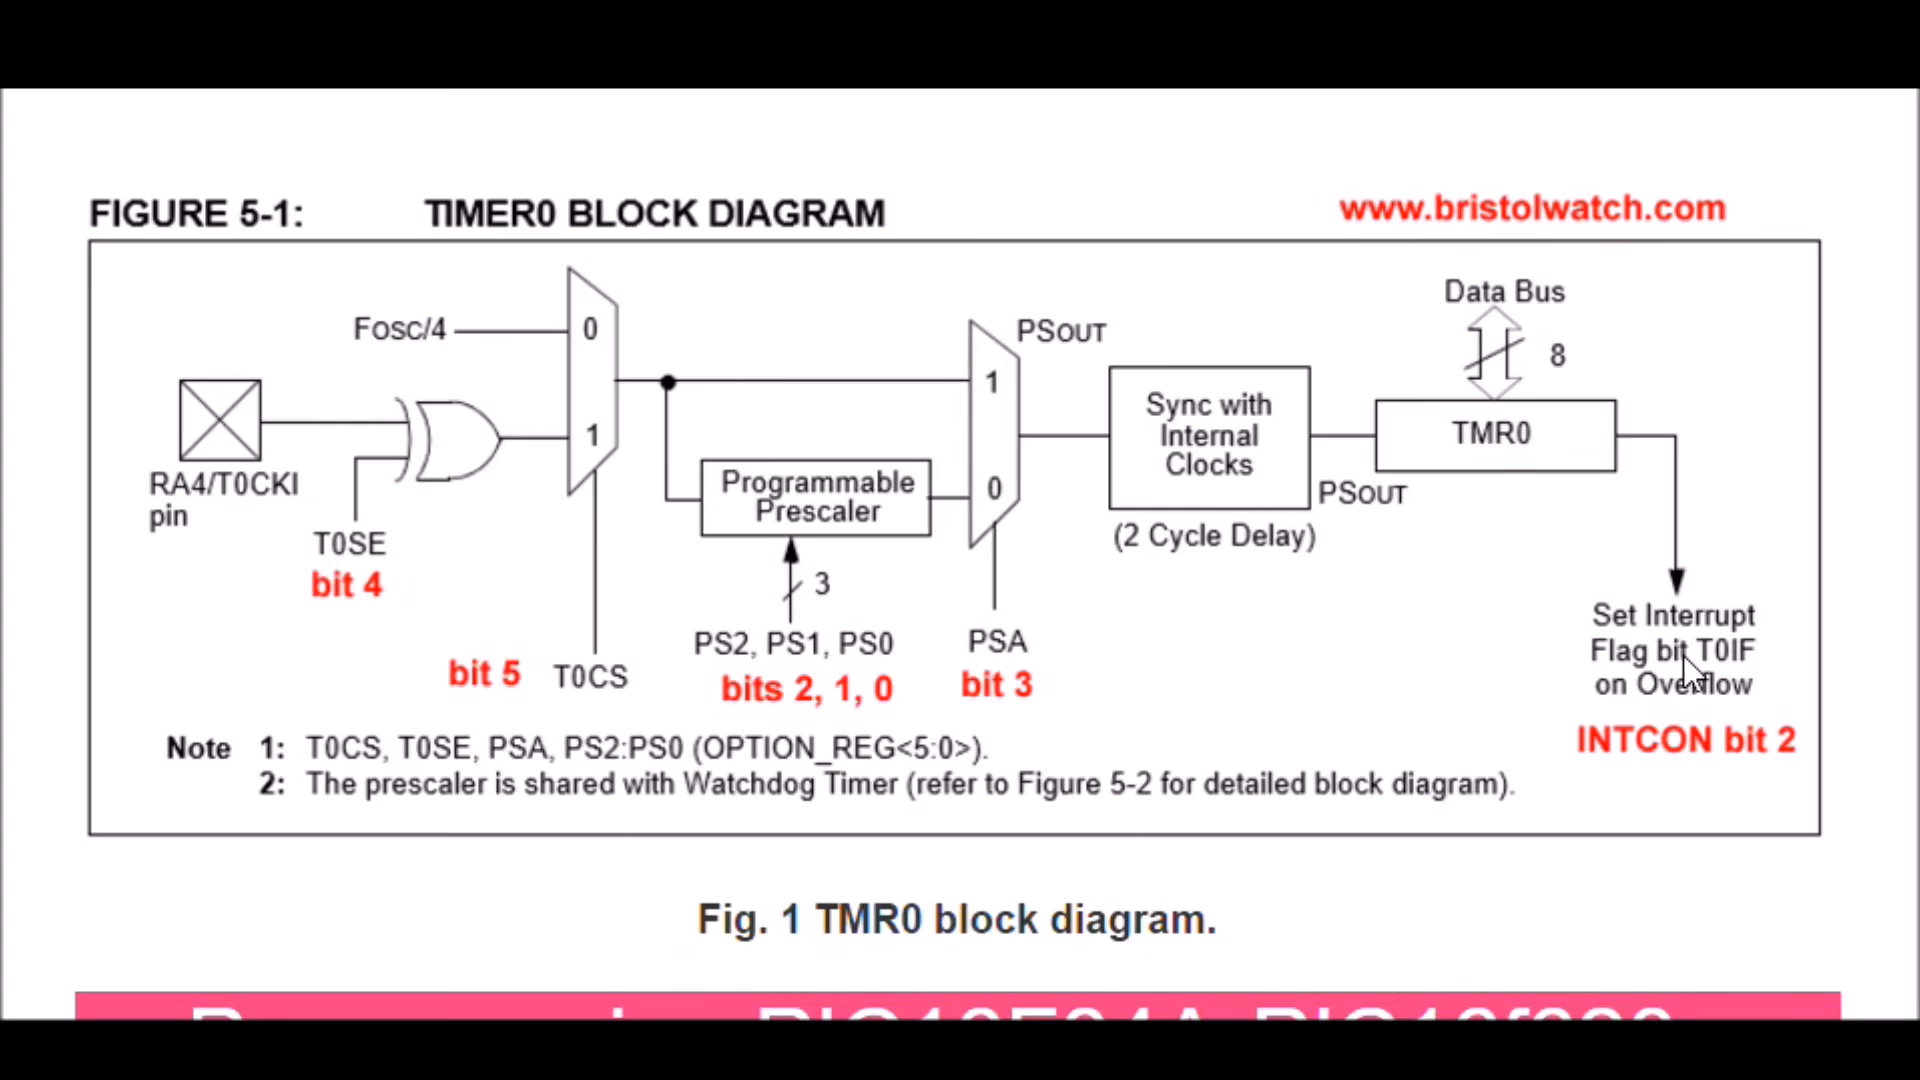 FIGURE 5-1: TIMER0 BLOCK DIAGRAM
www.bristolwatch.com
Data Bus
8
Fosc/4
0
1
PSOUT
1
0
RA4/T0CKI
pin
T0SE
bit 4
bit 5
T0CS
Programmable
Prescaler
3
PS2, PS1, PS0
bits 2, 1, 0
PSA
bit 3
Sync with
Internal
Clocks
(2 Cycle Delay)
PSOUT
TMR0
Set Interrupt
Flag bit T0IF
on Overflow
INTCON bit 2
Note 1: T0CS, T0SE, PSA, PS2:PS0 (OPTION_REG<5:0>).
2: The prescaler is shared with Watchdog Timer (refer to Figure 5-2 for detailed block diagram).
Fig. 1 TMR0 block diagram.